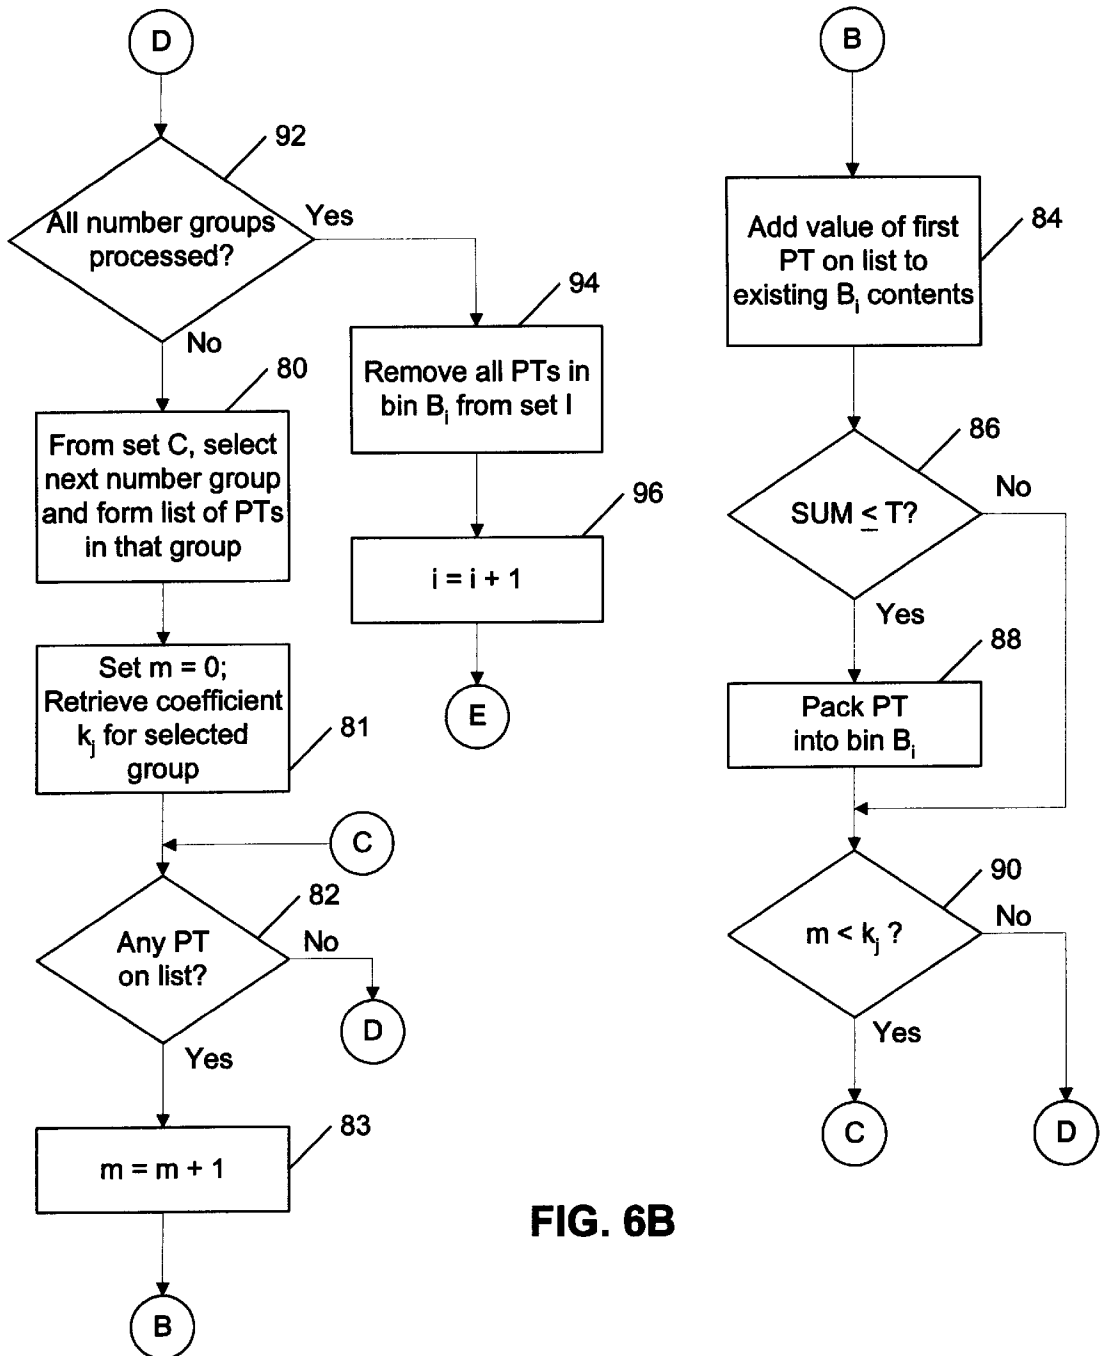 D
92
All number groups
processed?
Yes
No
94
Remove all PTs in
bin Bi from set I
80
From set C, select
next number group
and form list of PTs
in that group
96
i = i + 1
E
Set m = 0;
Retrieve coefficient
kj for selected
group
81
C
82
Any PT
on list?
No
D
Yes
83
m = m + 1
B
B
84
Add value of first
PT on list to
existing Bi contents
86
SUM ≤ T?
No
Yes
88
Pack PT
into bin Bi
90
m < kj ?
No
Yes
C
D
FIG. 6B